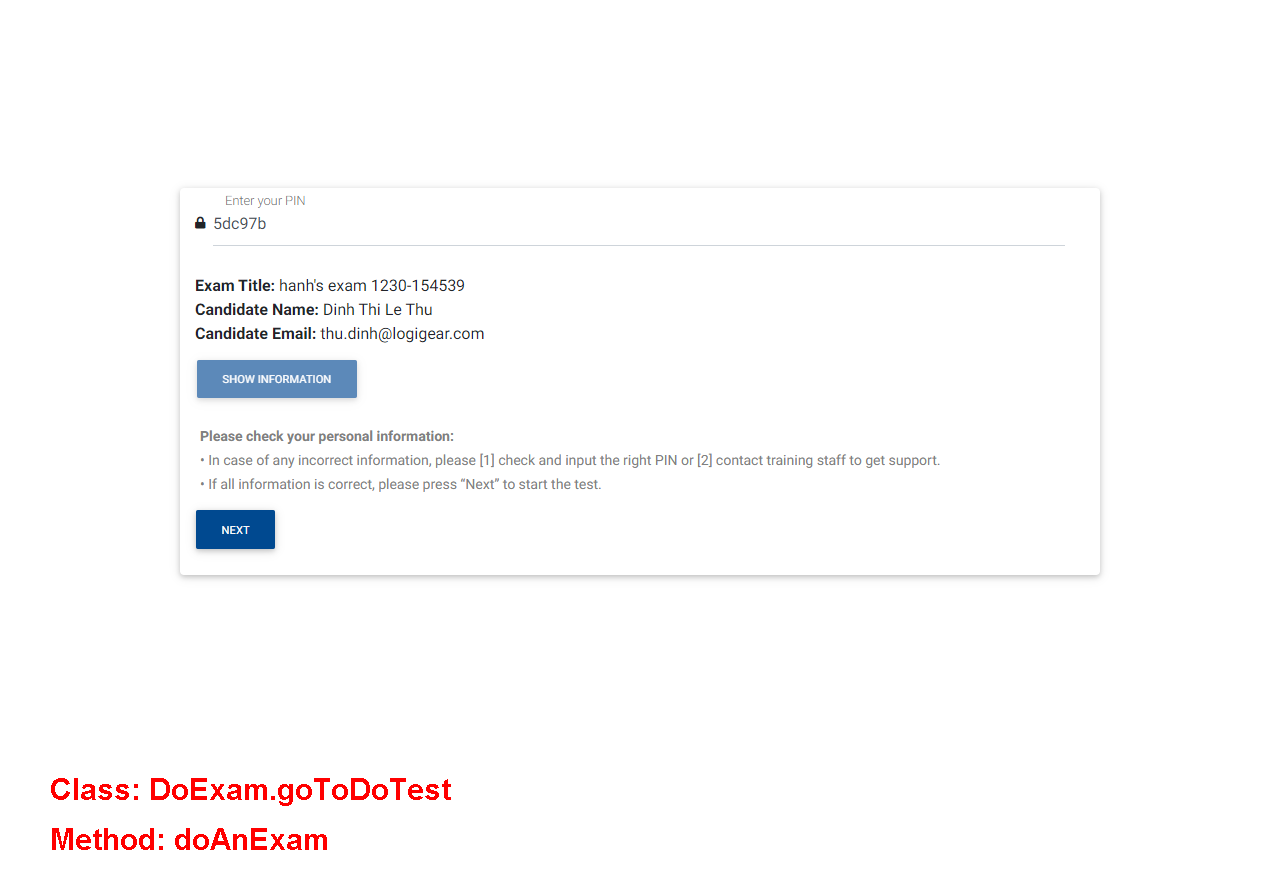 Enter your PIN
5dc97b
Exam Title: hanh's exam 1230-154539
Candidate Name: Dinh Thi Le Thu
Candidate Email: thu.dinh@logigear.com
SHOW INFORMATION
Please check your personal information:
• In case of any incorrect information, please [1] check and input the right PIN or [2] contact training staff to get support.
• If all information is correct, please press “Next” to start the test.
NEXT
Class: DoExam.goToDoTest
Method: doAnExam